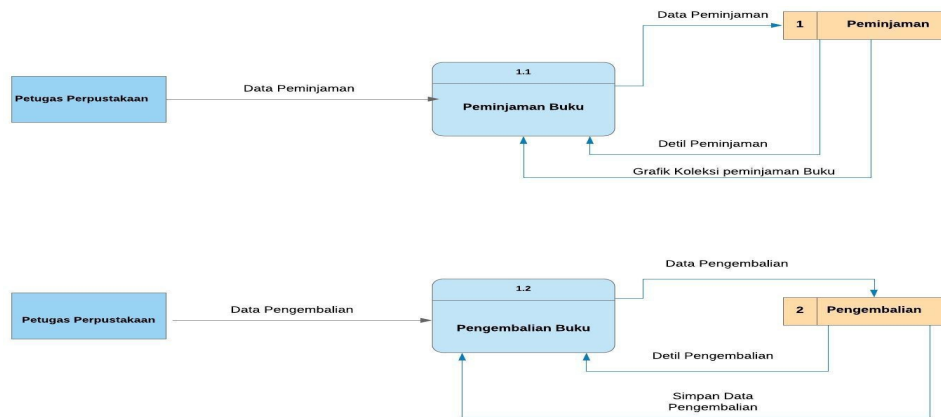 Data Peminjaman
1
Peminjaman
1.1
Petugas Perpustakaan
Data Peminjaman
Peminjaman Buku
Detil Peminjaman
Grafik Koleksi peminjaman Buku
Data Pengembalian
1.2
Petugas Perpustakaan
Data Pengembalian
Pengembalian Buku
2
Pengembalian
Detil Pengembalian
Simpan Data
Pengembalian